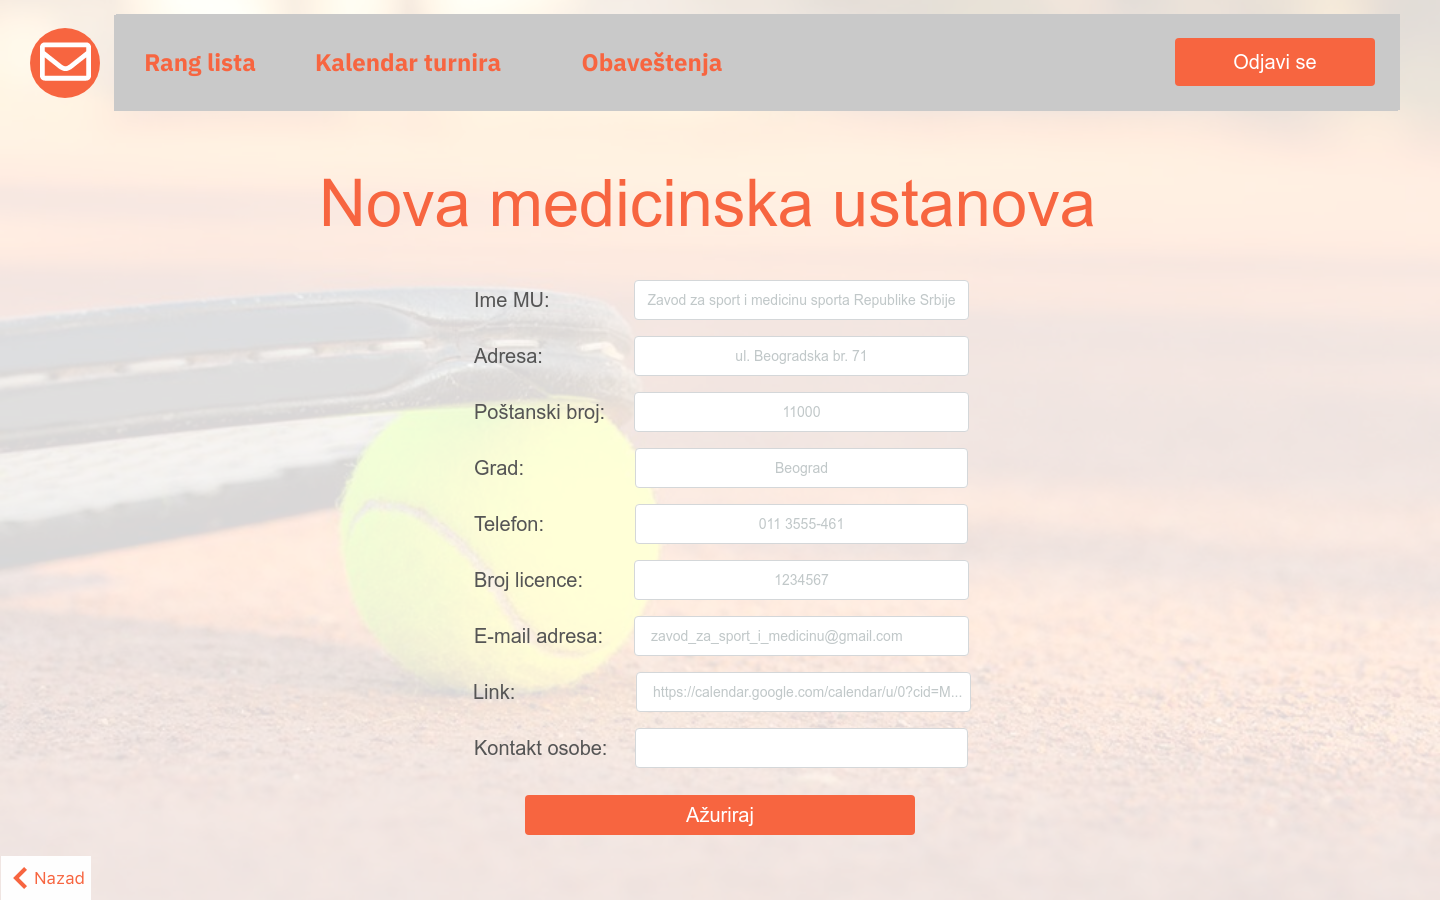 Rang lista Kalendar turnira Obaveštenja Odjavi se
Nova medicinska ustanova
Ime MU: Zavod za sport i medicinu sporta Republike Srbije
Adresa: ul. Beogradska br. 71
Poštanski broj: 11000
Grad: Beograd
Telefon: 011 3555-461
Broj licence: 1234567
E-mail adresa: zavod_za_sport_i_medicinu@gmail.com
Link: https://calendar.google.com/calendar/u/0?cid=M...
Kontakt osobe:
Ažuriraj
Nazad